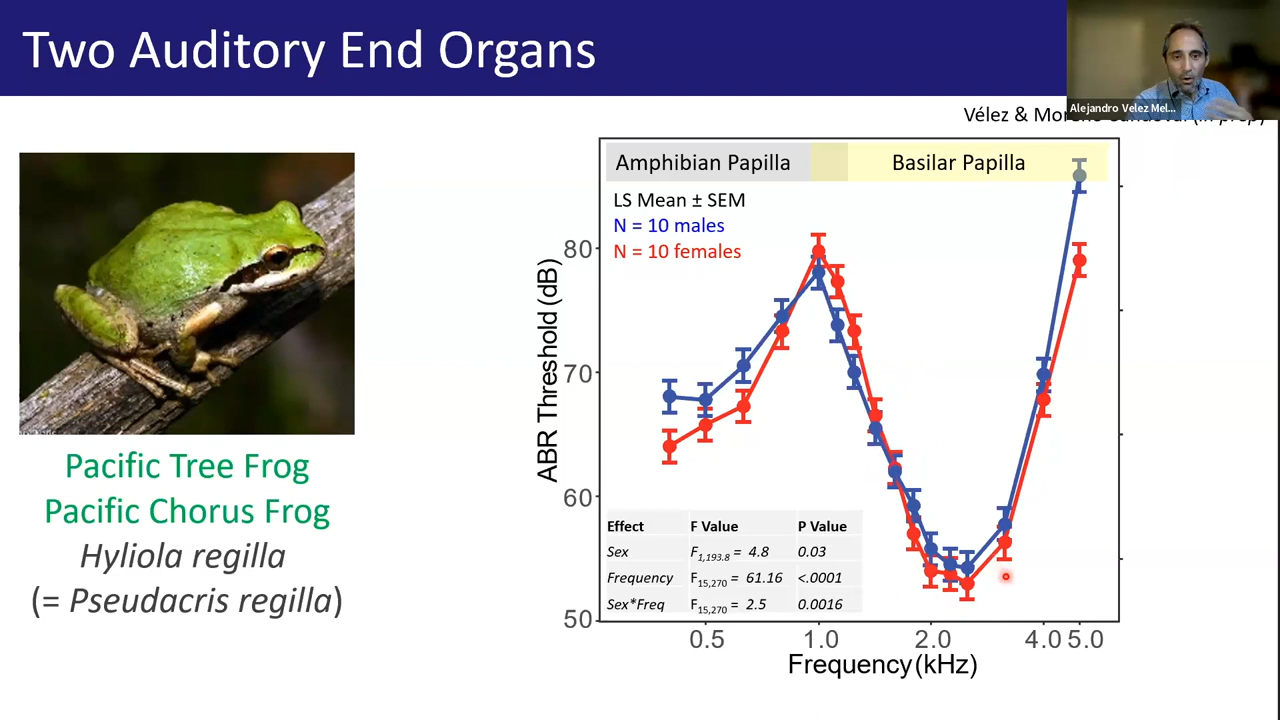 Two Auditory End Organs
Alejandro Velez Mel...
Vélez &
Amphibian Papilla
Basilar Papilla
LS Mean ± SEM
N = 10 males
N = 10 females
80
70
60
50
ABR Threshold (dB)
Effect F Value P Value
Sex F1,193.8 = 4.8 0.03
Frequency F15,270 = 61.16 <.0001
Sex*Freq F15,270 = 2.5 0.0016
0.5 1.0 2.0 4.0 5.0
Frequency (kHz)
Pacific Tree Frog
Pacific Chorus Frog
Hyliola regilla
(= Pseudacris regilla)